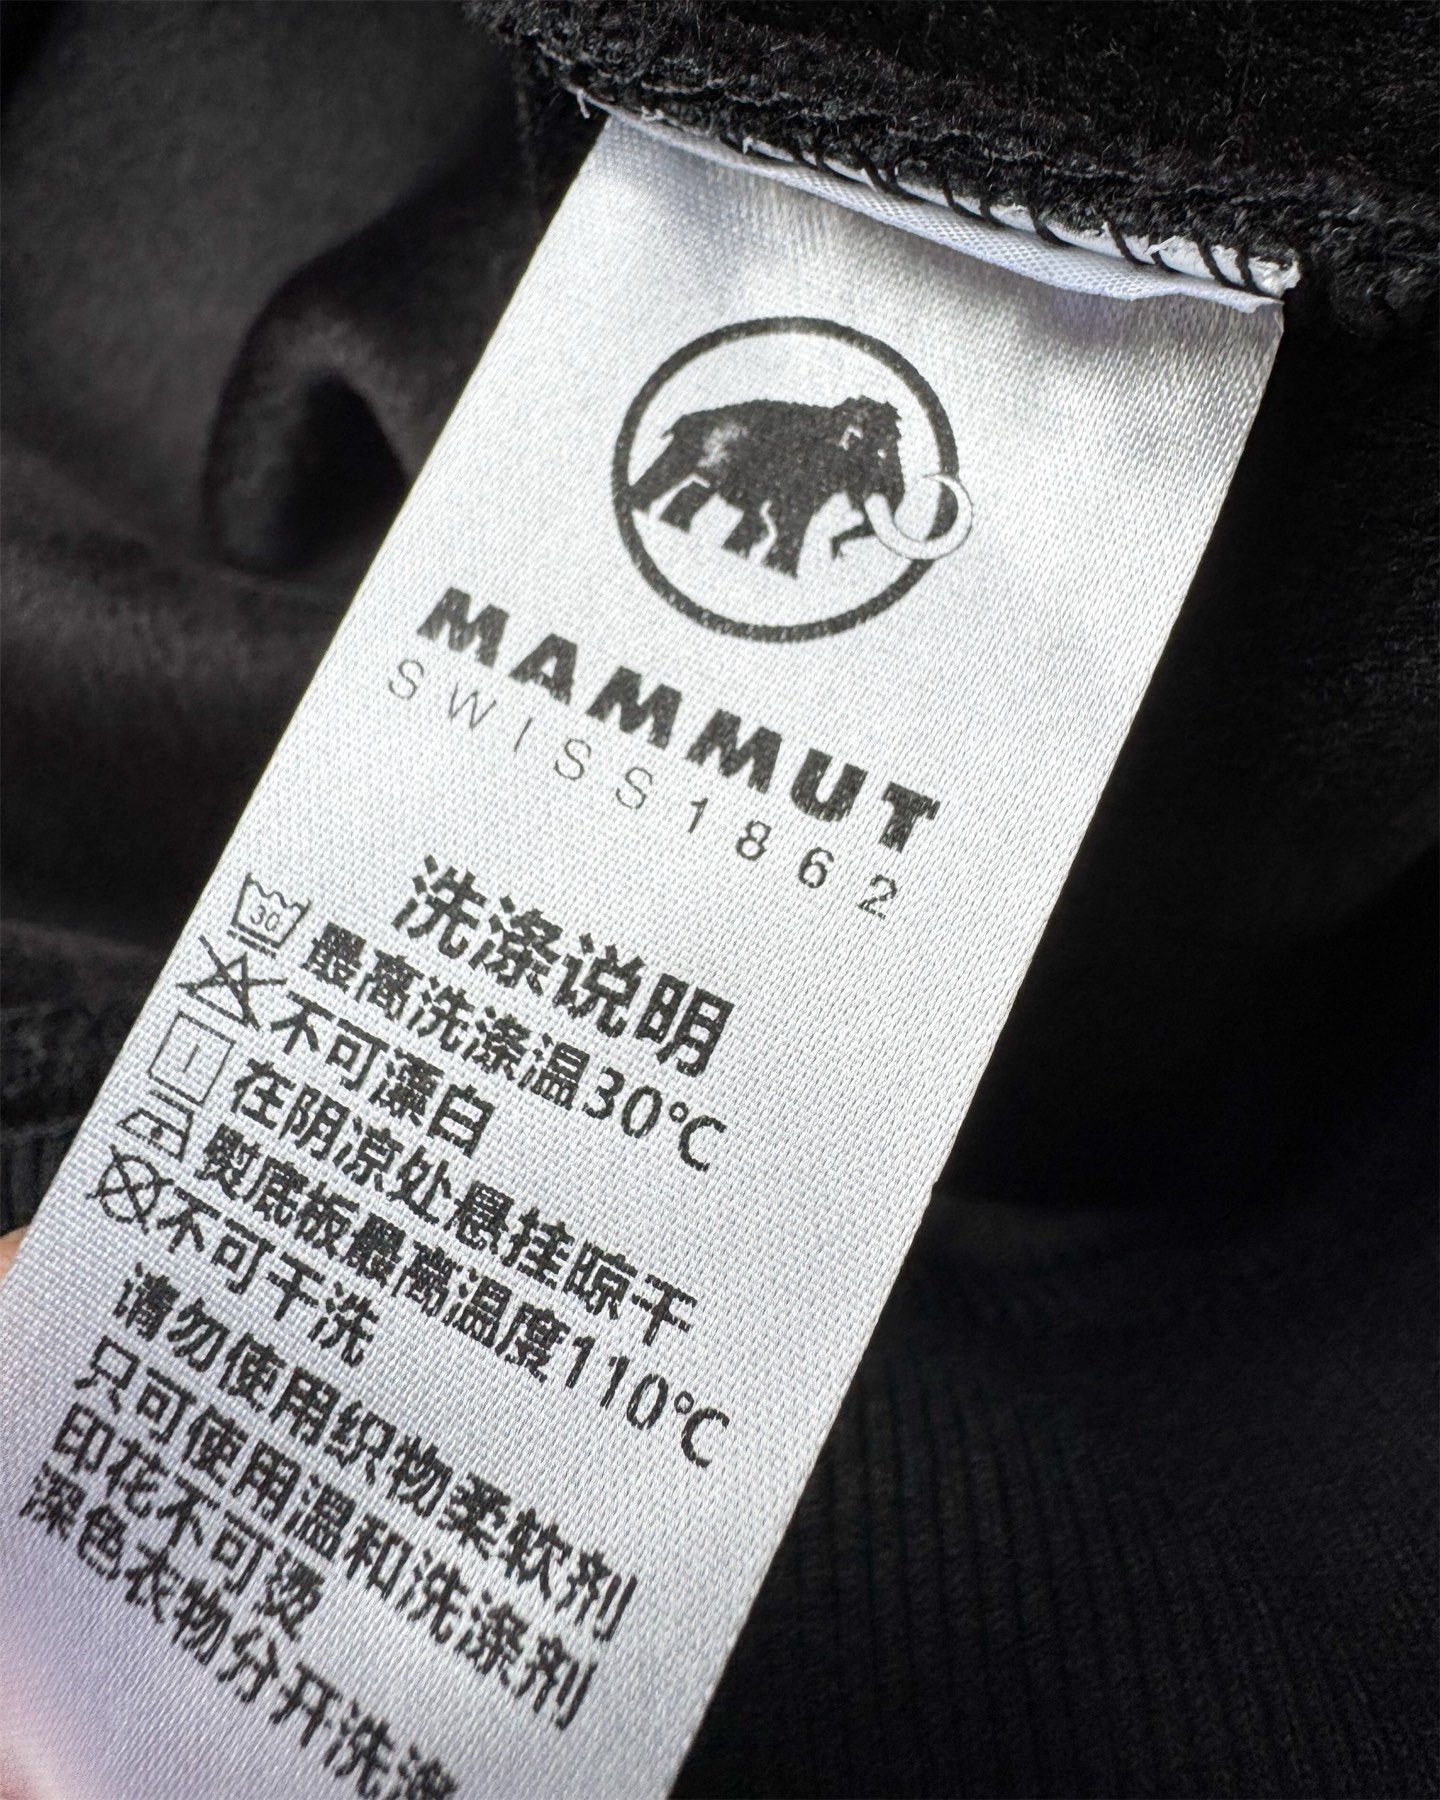 MAMMUT
SWISS 1862
洗涤说明
30
最高洗涤温30℃
不可漂白
在阴凉处悬挂晾干
熨底板最高温度110℃
不可干洗
请勿使用织物柔软剂
只可使用温和洗涤剂
印花不可烫
深色衣物分开洗涤